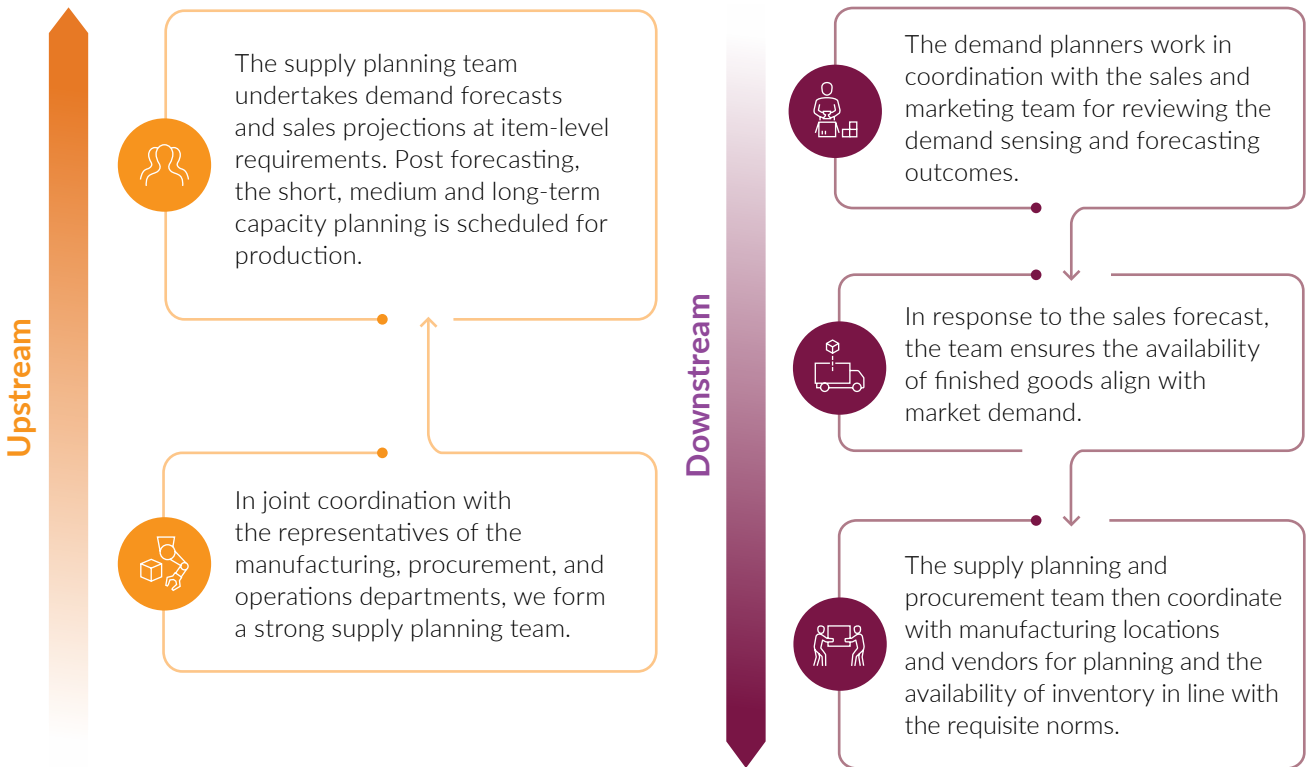 Upstream
The supply planning team
undertakes demand forecasts
and sales projections at item-level
requirements. Post forecasting,
the short, medium and long-term
capacity planning is scheduled for
production.
In joint coordination with
the representatives of the
manufacturing, procurement, and
operations departments, we form
a strong supply planning team.
Downstream
The demand planners work in
coordination with the sales and
marketing team for reviewing the
demand sensing and forecasting
outcomes.
In response to the sales forecast,
the team ensures the availability
of finished goods align with
market demand.
The supply planning and
procurement team then coordinate
with manufacturing locations
and vendors for planning and the
availability of inventory in line with
the requisite norms.